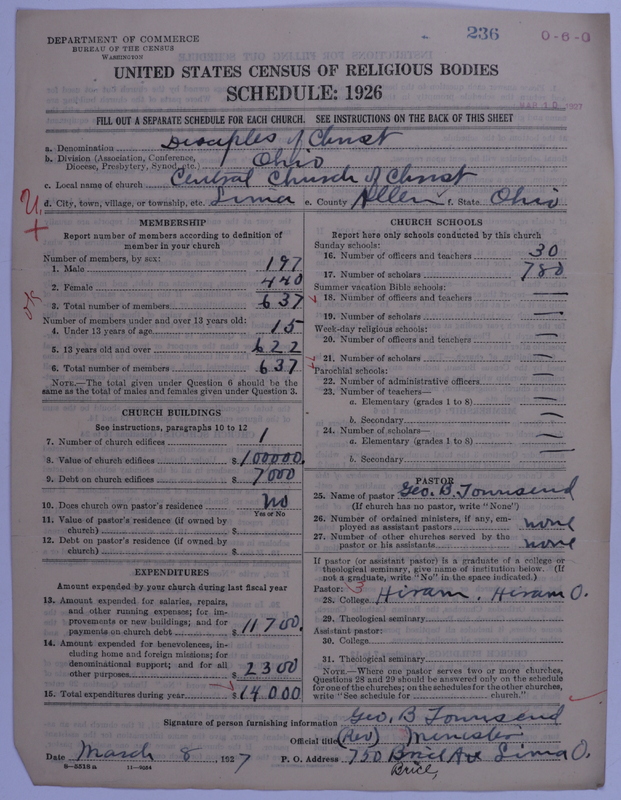 236 0-6-0
DEPARTMENT OF COMMERCE
BUREAU OF THE CENSUS
WASHINGTON
UNITED STATES CENSUS OF RELIGIOUS BODIES
SCHEDULE: 1926
MAR 10 1927
FILL OUT A SEPARATE SCHEDULE FOR EACH CHURCH. SEE INSTRUCTIONS ON THE BACK OF THIS SHEET
a. Denomination Disciples of Christ
b. Division (Association, Conference, Diocese, Presbytery, Synod, etc.) Ohio
c. Local name of church Central Church of Christ
d. City, town, village, or township, etc. Lima e. County Allen f. State Ohio
MEMBERSHIP
Report number of members according to definition of
member in your church
Number of members, by sex:
1. Male 197
2. Female 440
3. Total number of members 637
ok
Number of members under and over 13 years old:
4. Under 13 years of age 15
5. 13 years old and over 622
6. Total number of members 637
NOTE.—The total given under Question 6 should be the
same as the total of males and females given under Question 3.
CHURCH BUILDINGS
See instructions, paragraphs 10 to 12
7. Number of church edifices 1
8. Value of church edifices $ 100000.
9. Debt on church edifices $ 7000
10. Does church own pastor's residence No
Yes or No
11. Value of pastor's residence (if owned by
church) $
12. Debt on pastor's residence (if owned by
church) $
EXPENDITURES
Amount expended by your church during last fiscal year
13. Amount expended for salaries, repairs,
and other running expenses; for im-
provements or new buildings; and for
payments on church debt $ 11700.
14. Amount expended for benevolences, in-
cluding home and foreign missions; for
denominational support; and for all
other purposes $ 2300
15. Total expenditures during year $ 14000
CHURCH SCHOOLS
Report here only schools conducted by this church
Sunday schools:
16. Number of officers and teachers 30
17. Number of scholars 780
Summer vacation Bible schools:
18. Number of officers and teachers —
19. Number of scholars —
Week-day religious schools:
20. Number of officers and teachers —
21. Number of scholars —
Parochial schools:
22. Number of administrative officers —
23. Number of teachers—
a. Elementary (grades 1 to 8) —
b. Secondary —
24. Number of scholars—
a. Elementary (grades 1 to 8) —
b. Secondary —
PASTOR
25. Name of pastor Geo. B. Townsend
(If church has no pastor, write "None")
26. Number of ordained ministers, if any, em-
ployed as assistant pastors none
27. Number of other churches served by the
pastor or his assistants none
If pastor (or assistant pastor) is a graduate of a college or
theological seminary, give name of institution below. (If
not a graduate, write "No" in the space indicated.)
Pastor: 3
28. College Hiram, Hiram O.
29. Theological seminary
Assistant pastor:
30. College
31. Theological seminary
NOTE.—Where one pastor serves two or more churches,
Questions 28 and 29 should be answered only on the schedule
for one of the churches; on the schedules for the other churches,
write "See schedule for church."
Signature of person furnishing information Geo. B Townsend
Official title (Rev) Minister
Date March 8, 1927 P. O. Address 750 Brice Ave Lima O.
Brice,
8-5515a 11-9084